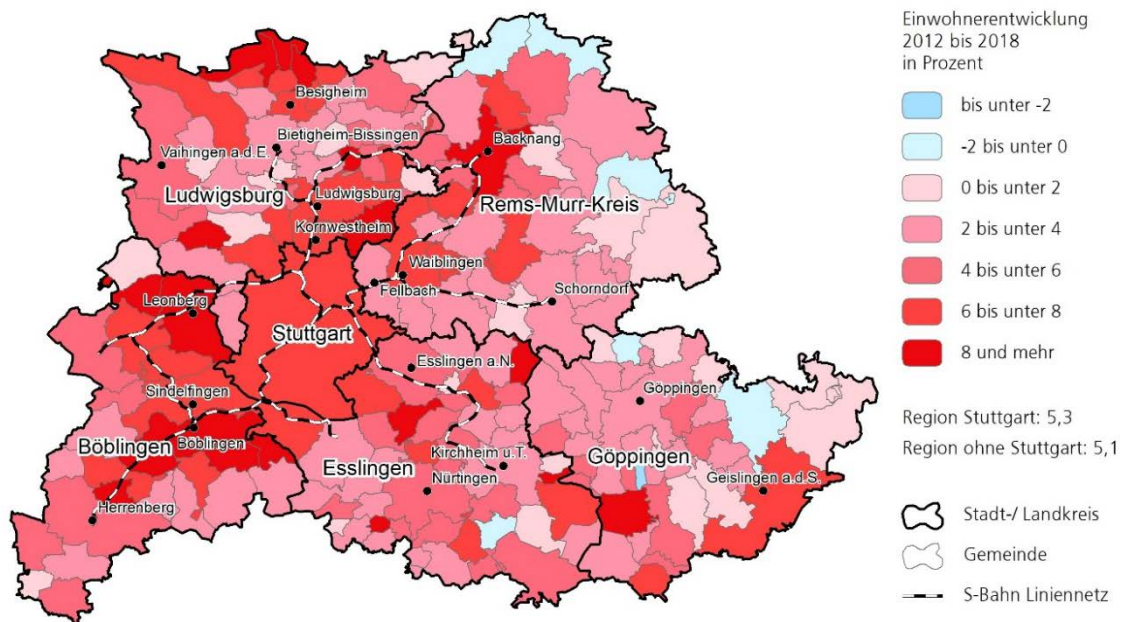 Einwohnerentwicklung
2012 bis 2018
in Prozent
bis unter -2
-2 bis unter 0
0 bis unter 2
2 bis unter 4
4 bis unter 6
6 bis unter 8
8 und mehr
Region Stuttgart: 5,3
Region ohne Stuttgart: 5,1
Stadt-/ Landkreis
Gemeinde
S-Bahn Liniennetz
Besigheim
Bietigheim-Bissingen
Backnang
Vaihingen a.d.E.
Ludwigsburg
Ludwigsburg
Rems-Murr-Kreis
Kornwestheim
Waiblingen
Fellbach
Schorndorf
Leonberg
Stuttgart
Esslingen a.N.
Sindelfingen
Göppingen
Böblingen
Böblingen
Kirchheim u.T.
Esslingen
Göppingen
Nürtingen
Geislingen a.d.S.
Herrenberg